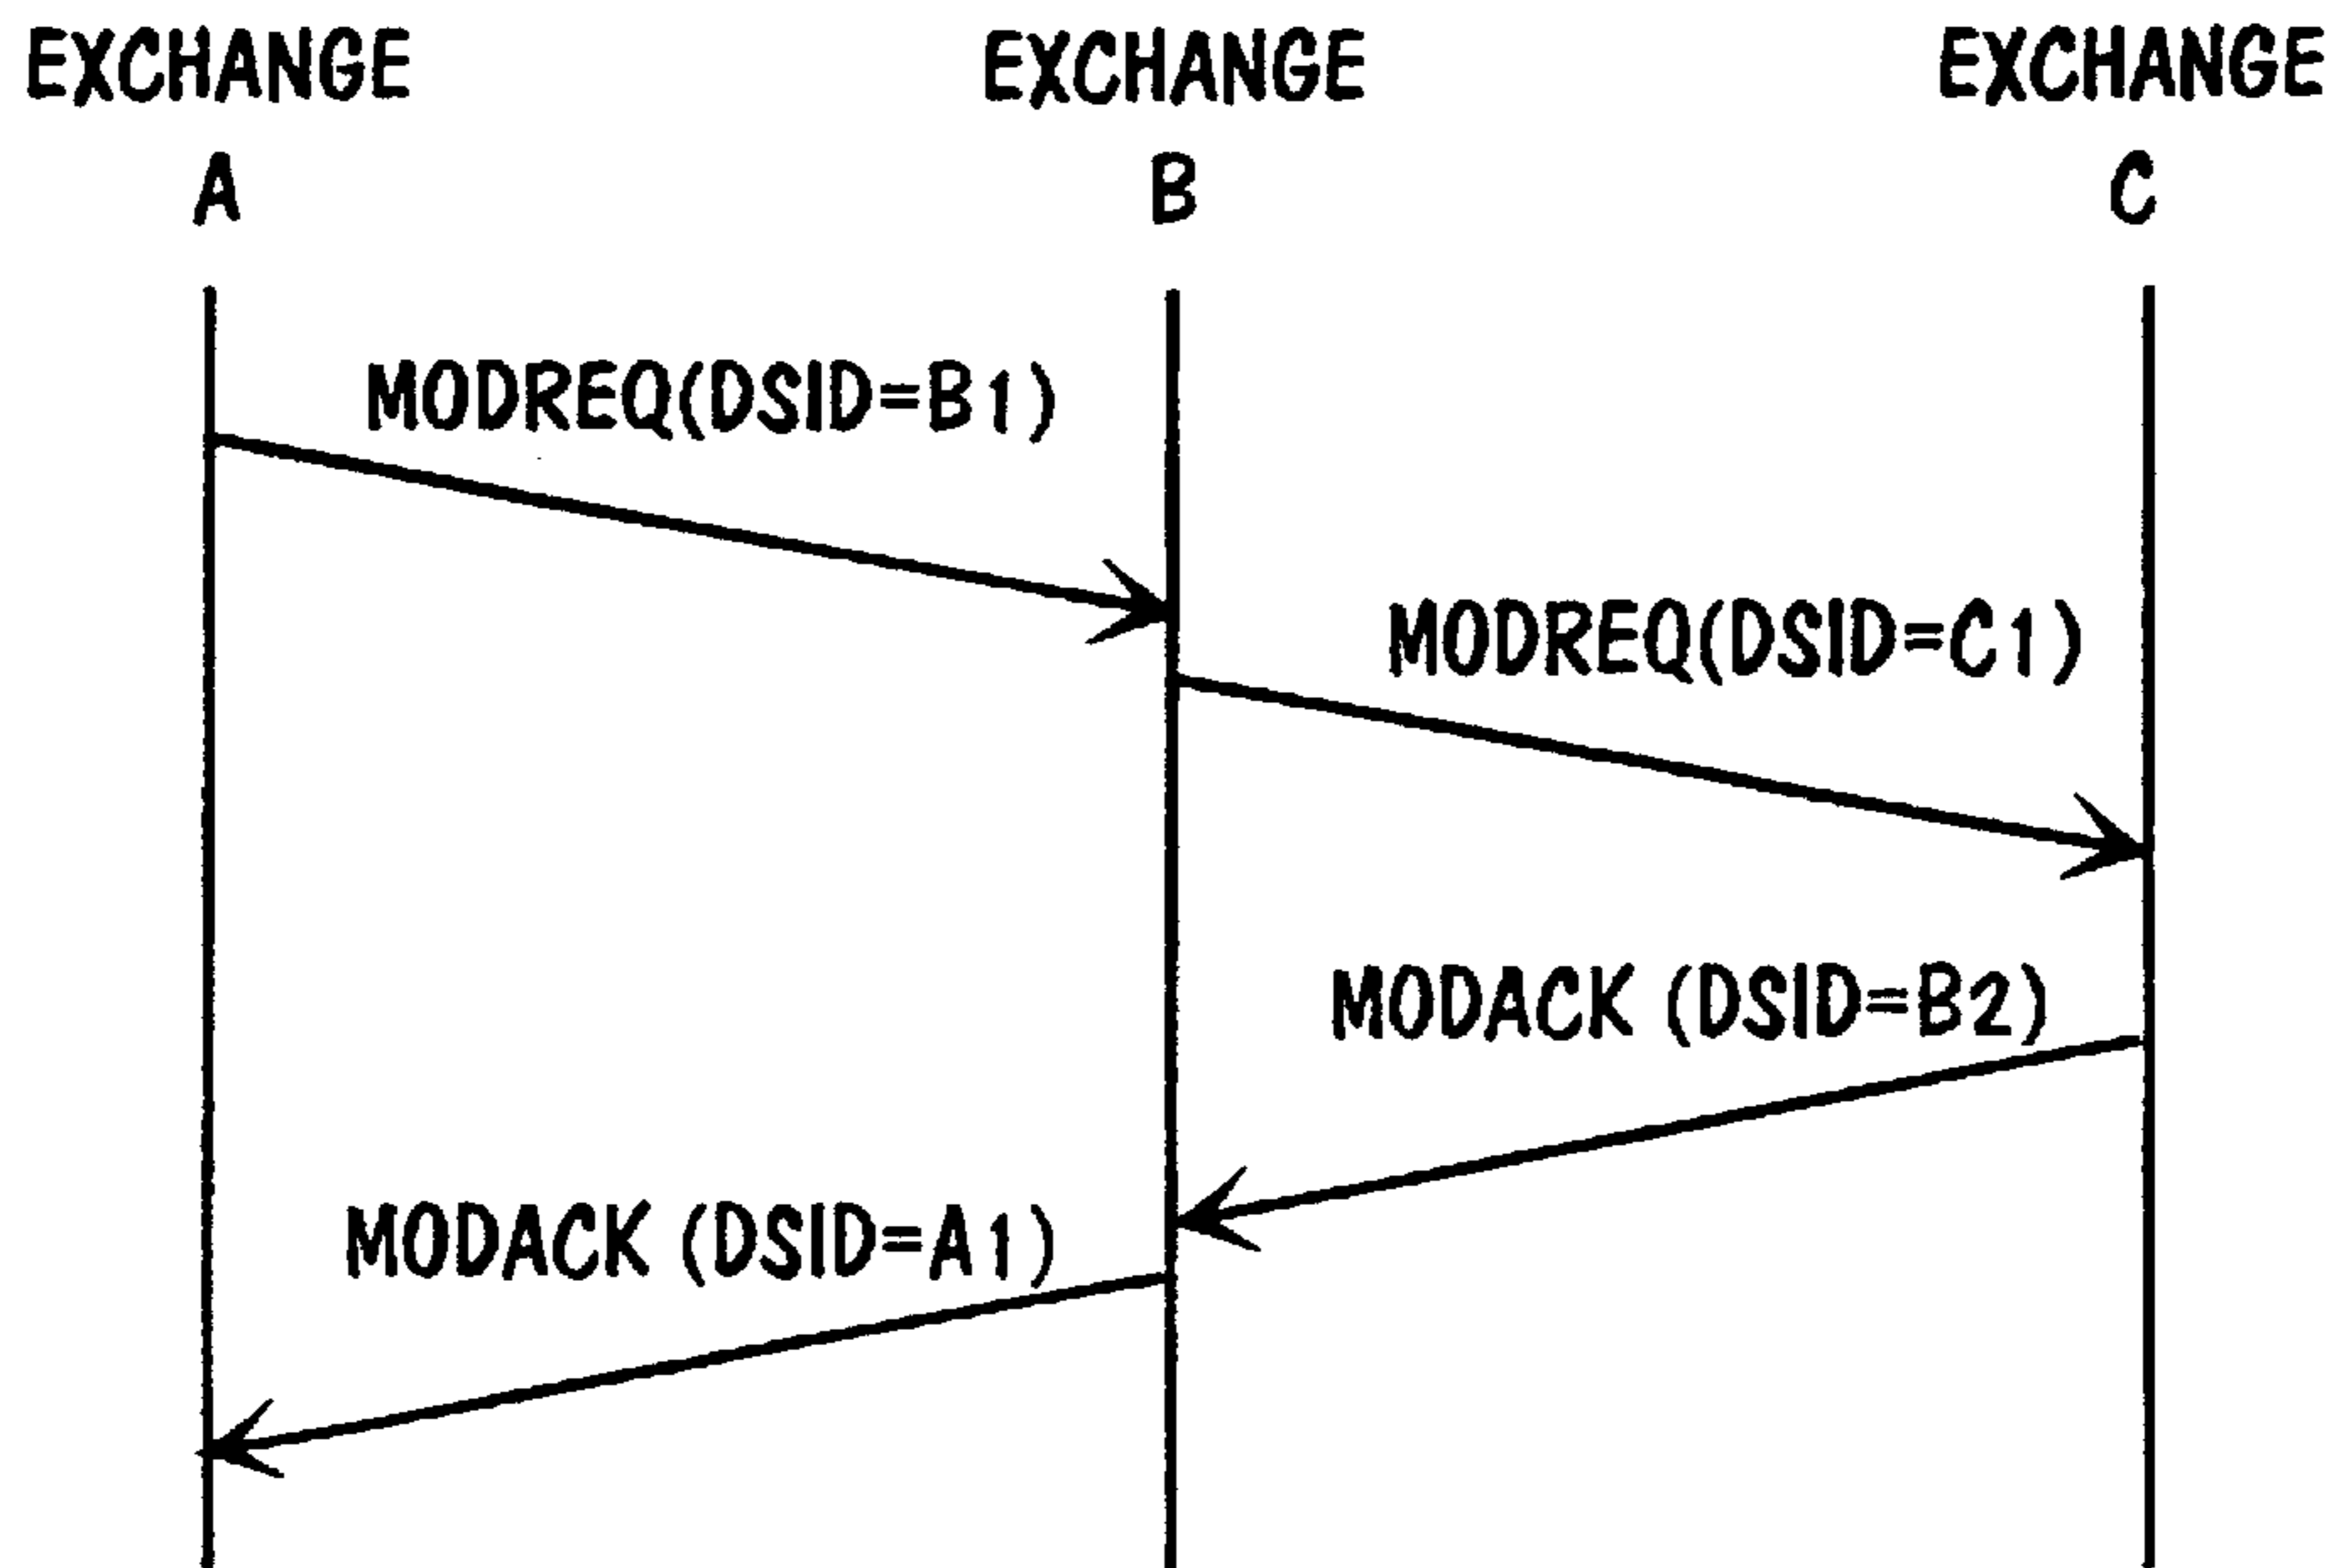 EXCHANGE EXCHANGE EXCHANGE
A B C
MODREQ(DSID=B1)
MODREQ(DSID=C1)
MODACK (DSID=B2)
MODACK (DSID=A1)